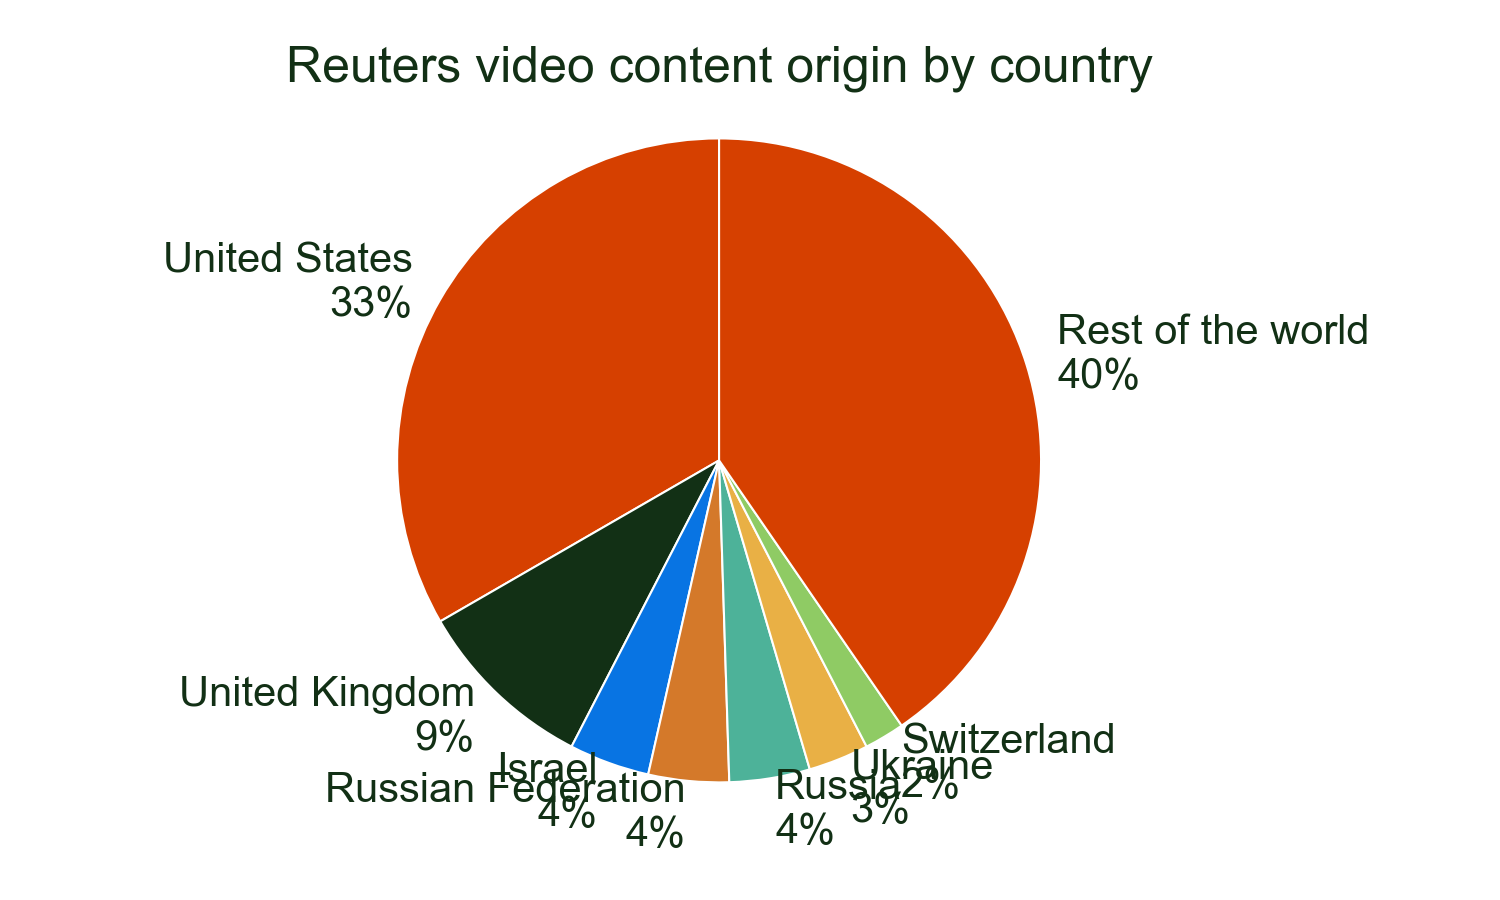 Reuters video content origin by country
United States
33%
Rest of the world
40%
United Kingdom
9%
Israel
4%
Russian Federation
4%
Russia
4%
Ukraine
3%
Switzerland
2%